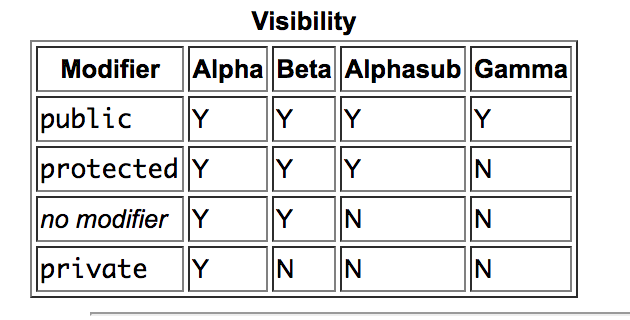 Visibility
Modifier Alpha Beta Alphasub Gamma
public Y Y Y Y
protected Y Y Y N
no modifier Y Y N N
private Y N N N